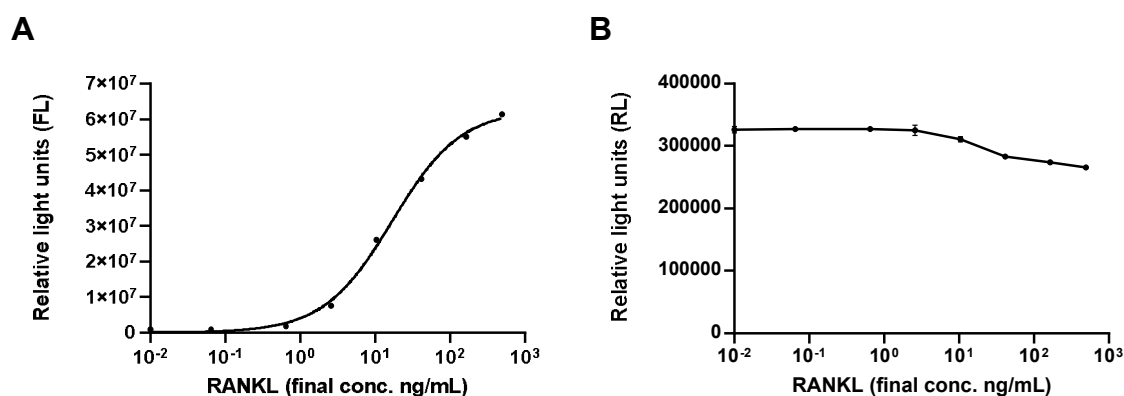 A
Relative light units (FL)
7×10⁷
6×10⁷
5×10⁷
4×10⁷
3×10⁷
2×10⁷
1×10⁷
0
10⁻² 10⁻¹ 10⁰ 10¹ 10² 10³
RANKL (final conc. ng/mL)
B
Relative light units (RL)
400000
300000
200000
100000
0
10⁻² 10⁻¹ 10⁰ 10¹ 10² 10³
RANKL (final conc. ng/mL)